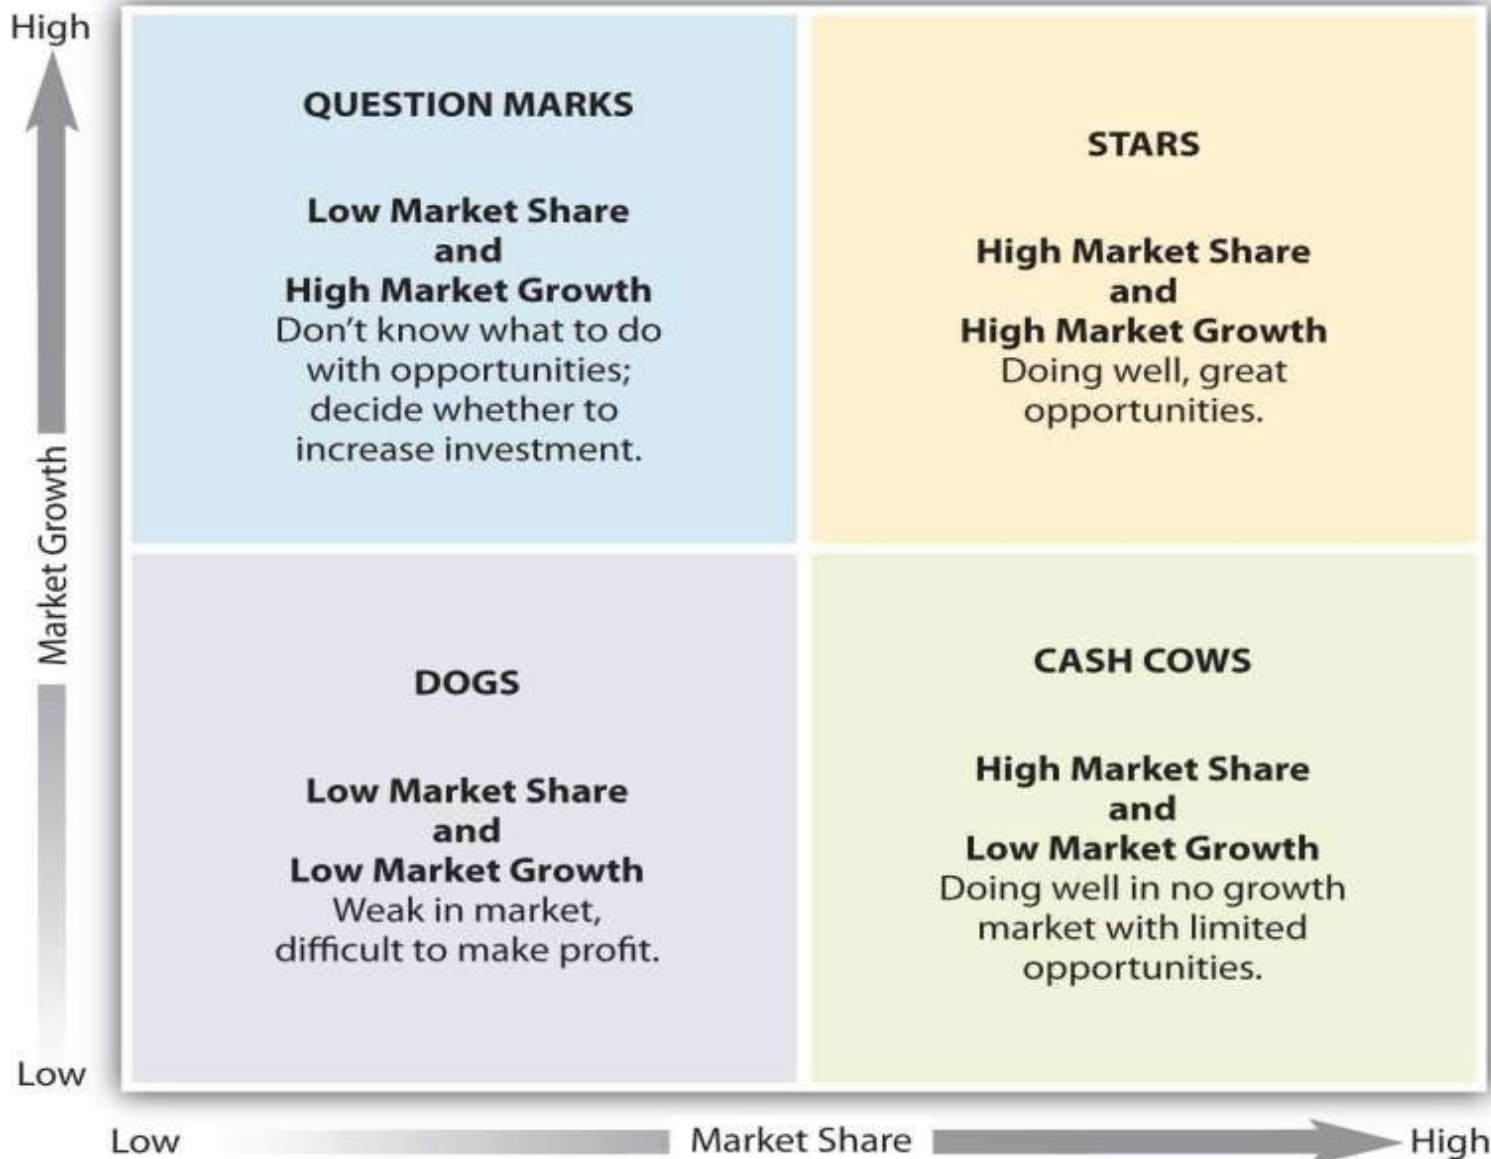 High
QUESTION MARKS
Low Market Share
and
High Market Growth
Don't know what to do
with opportunities;
decide whether to
increase investment.
STARS
High Market Share
and
High Market Growth
Doing well, great
opportunities.
Market Growth
DOGS
Low Market Share
and
Low Market Growth
Weak in market,
difficult to make profit.
CASH COWS
High Market Share
and
Low Market Growth
Doing well in no growth
market with limited
opportunities.
Low
Low
Market Share
High